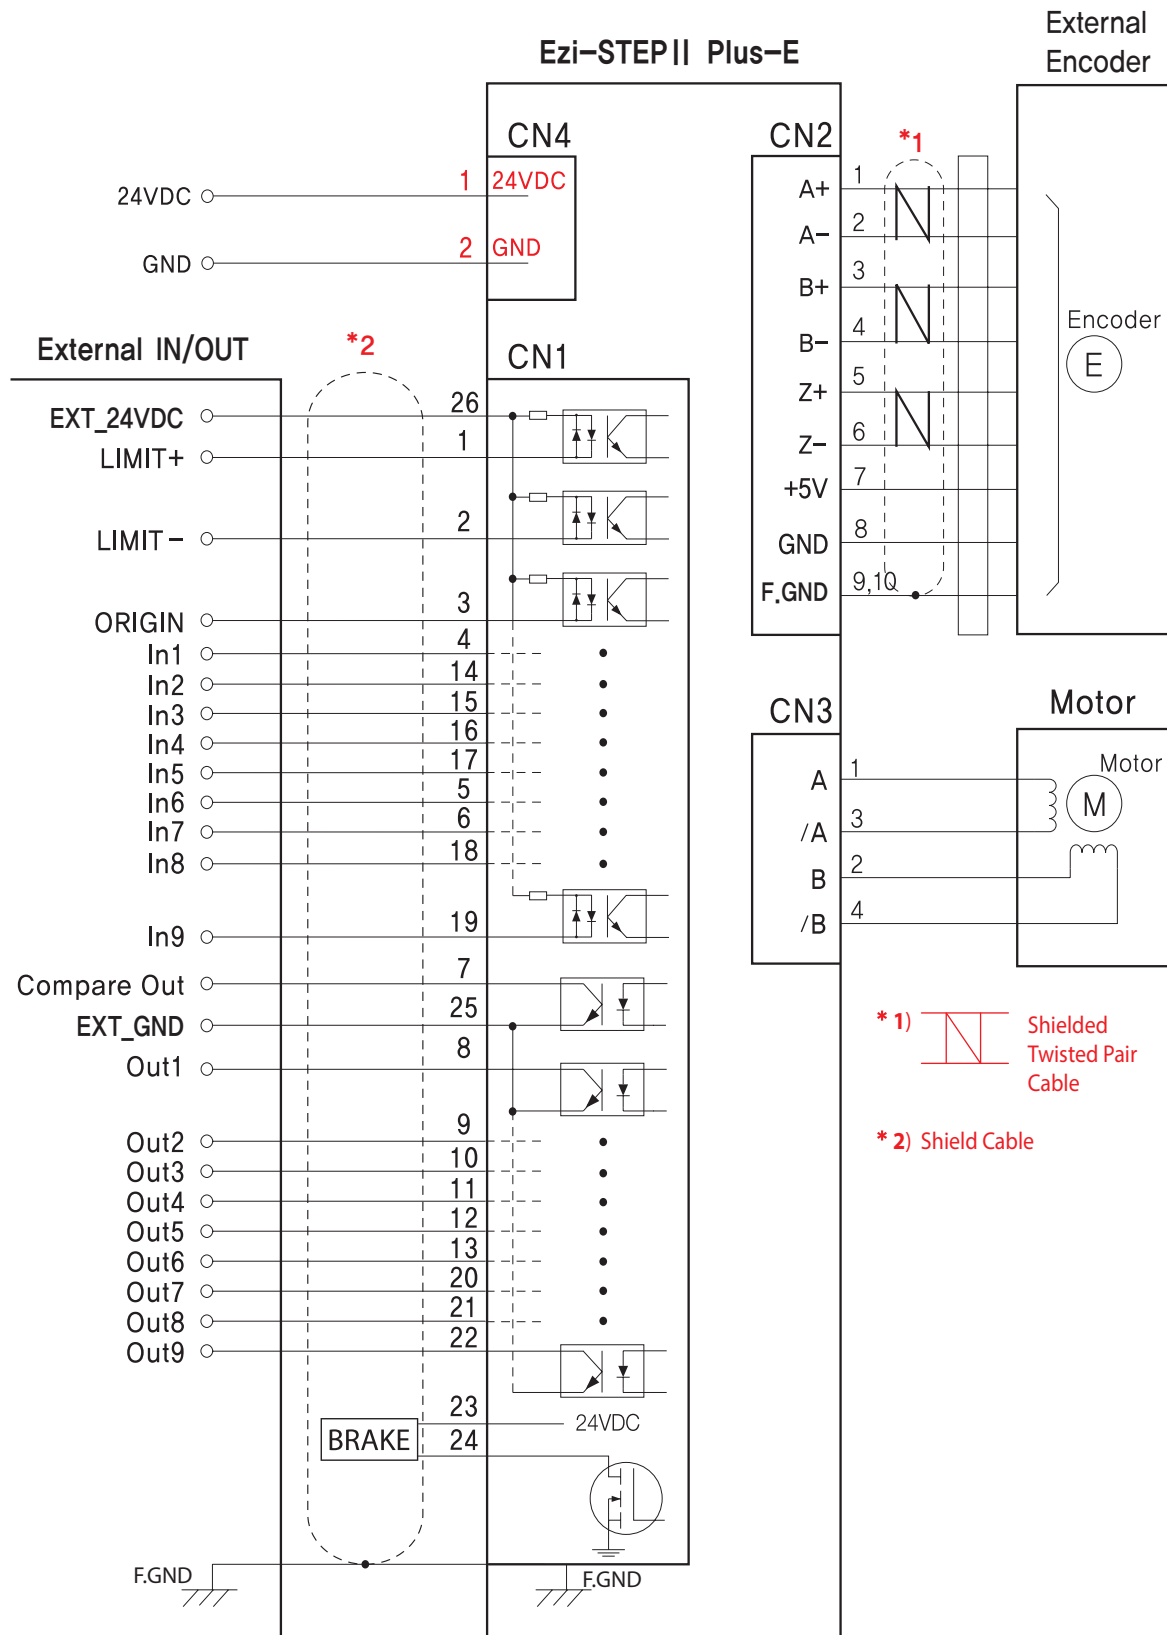 Ezi-STEPII Plus-E
External
Encoder
CN4
1 24VDC
24VDC
2 GND
GND
CN2
*1
A+ 1
A- 2
B+ 3
B- 4
Z+ 5
Z- 6
+5V 7
GND 8
F.GND 9,10
Encoder
E
External IN/OUT
*2
CN1
EXT_24VDC 26
LIMIT+ 1
LIMIT- 2
ORIGIN 3
In1 4
In2 14
In3 15
In4 16
In5 17
In6 5
In7 6
In8 18
In9 19
Compare Out 7
EXT_GND 25
Out1 8
Out2 9
Out3 10
Out4 11
Out5 12
Out6 13
Out7 20
Out8 21
Out9 22
23 24VDC
BRAKE 24
F.GND
F.GND
CN3
Motor
A 1
/A 3
B 2
/B 4
Motor
M
* 1) Shielded
Twisted Pair
Cable
* 2) Shield Cable